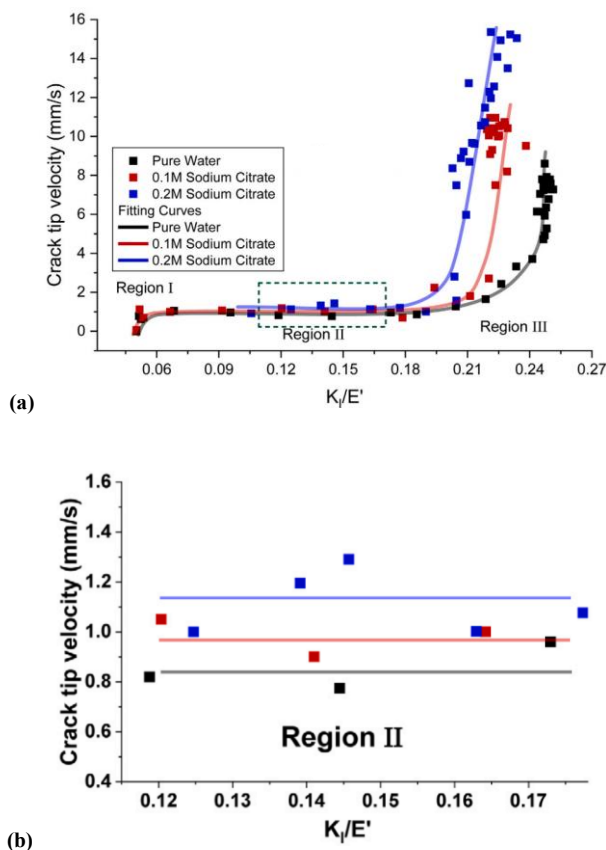 16
14
12
10
8
6
4
2
0
Crack tip velocity (mm/s)
Pure Water
0.1M Sodium Citrate
0.2M Sodium Citrate
Fitting Curves
Pure Water
0.1M Sodium Citrate
0.2M Sodium Citrate
Region I
Region II
Region III
0.06 0.09 0.12 0.15 0.18 0.21 0.24 0.27
K_I/E'
(a)
1.6
1.4
1.2
1.0
0.8
0.6
0.4
Crack tip velocity (mm/s)
Region II
0.12 0.13 0.14 0.15 0.16 0.17
K_I/E'
(b)